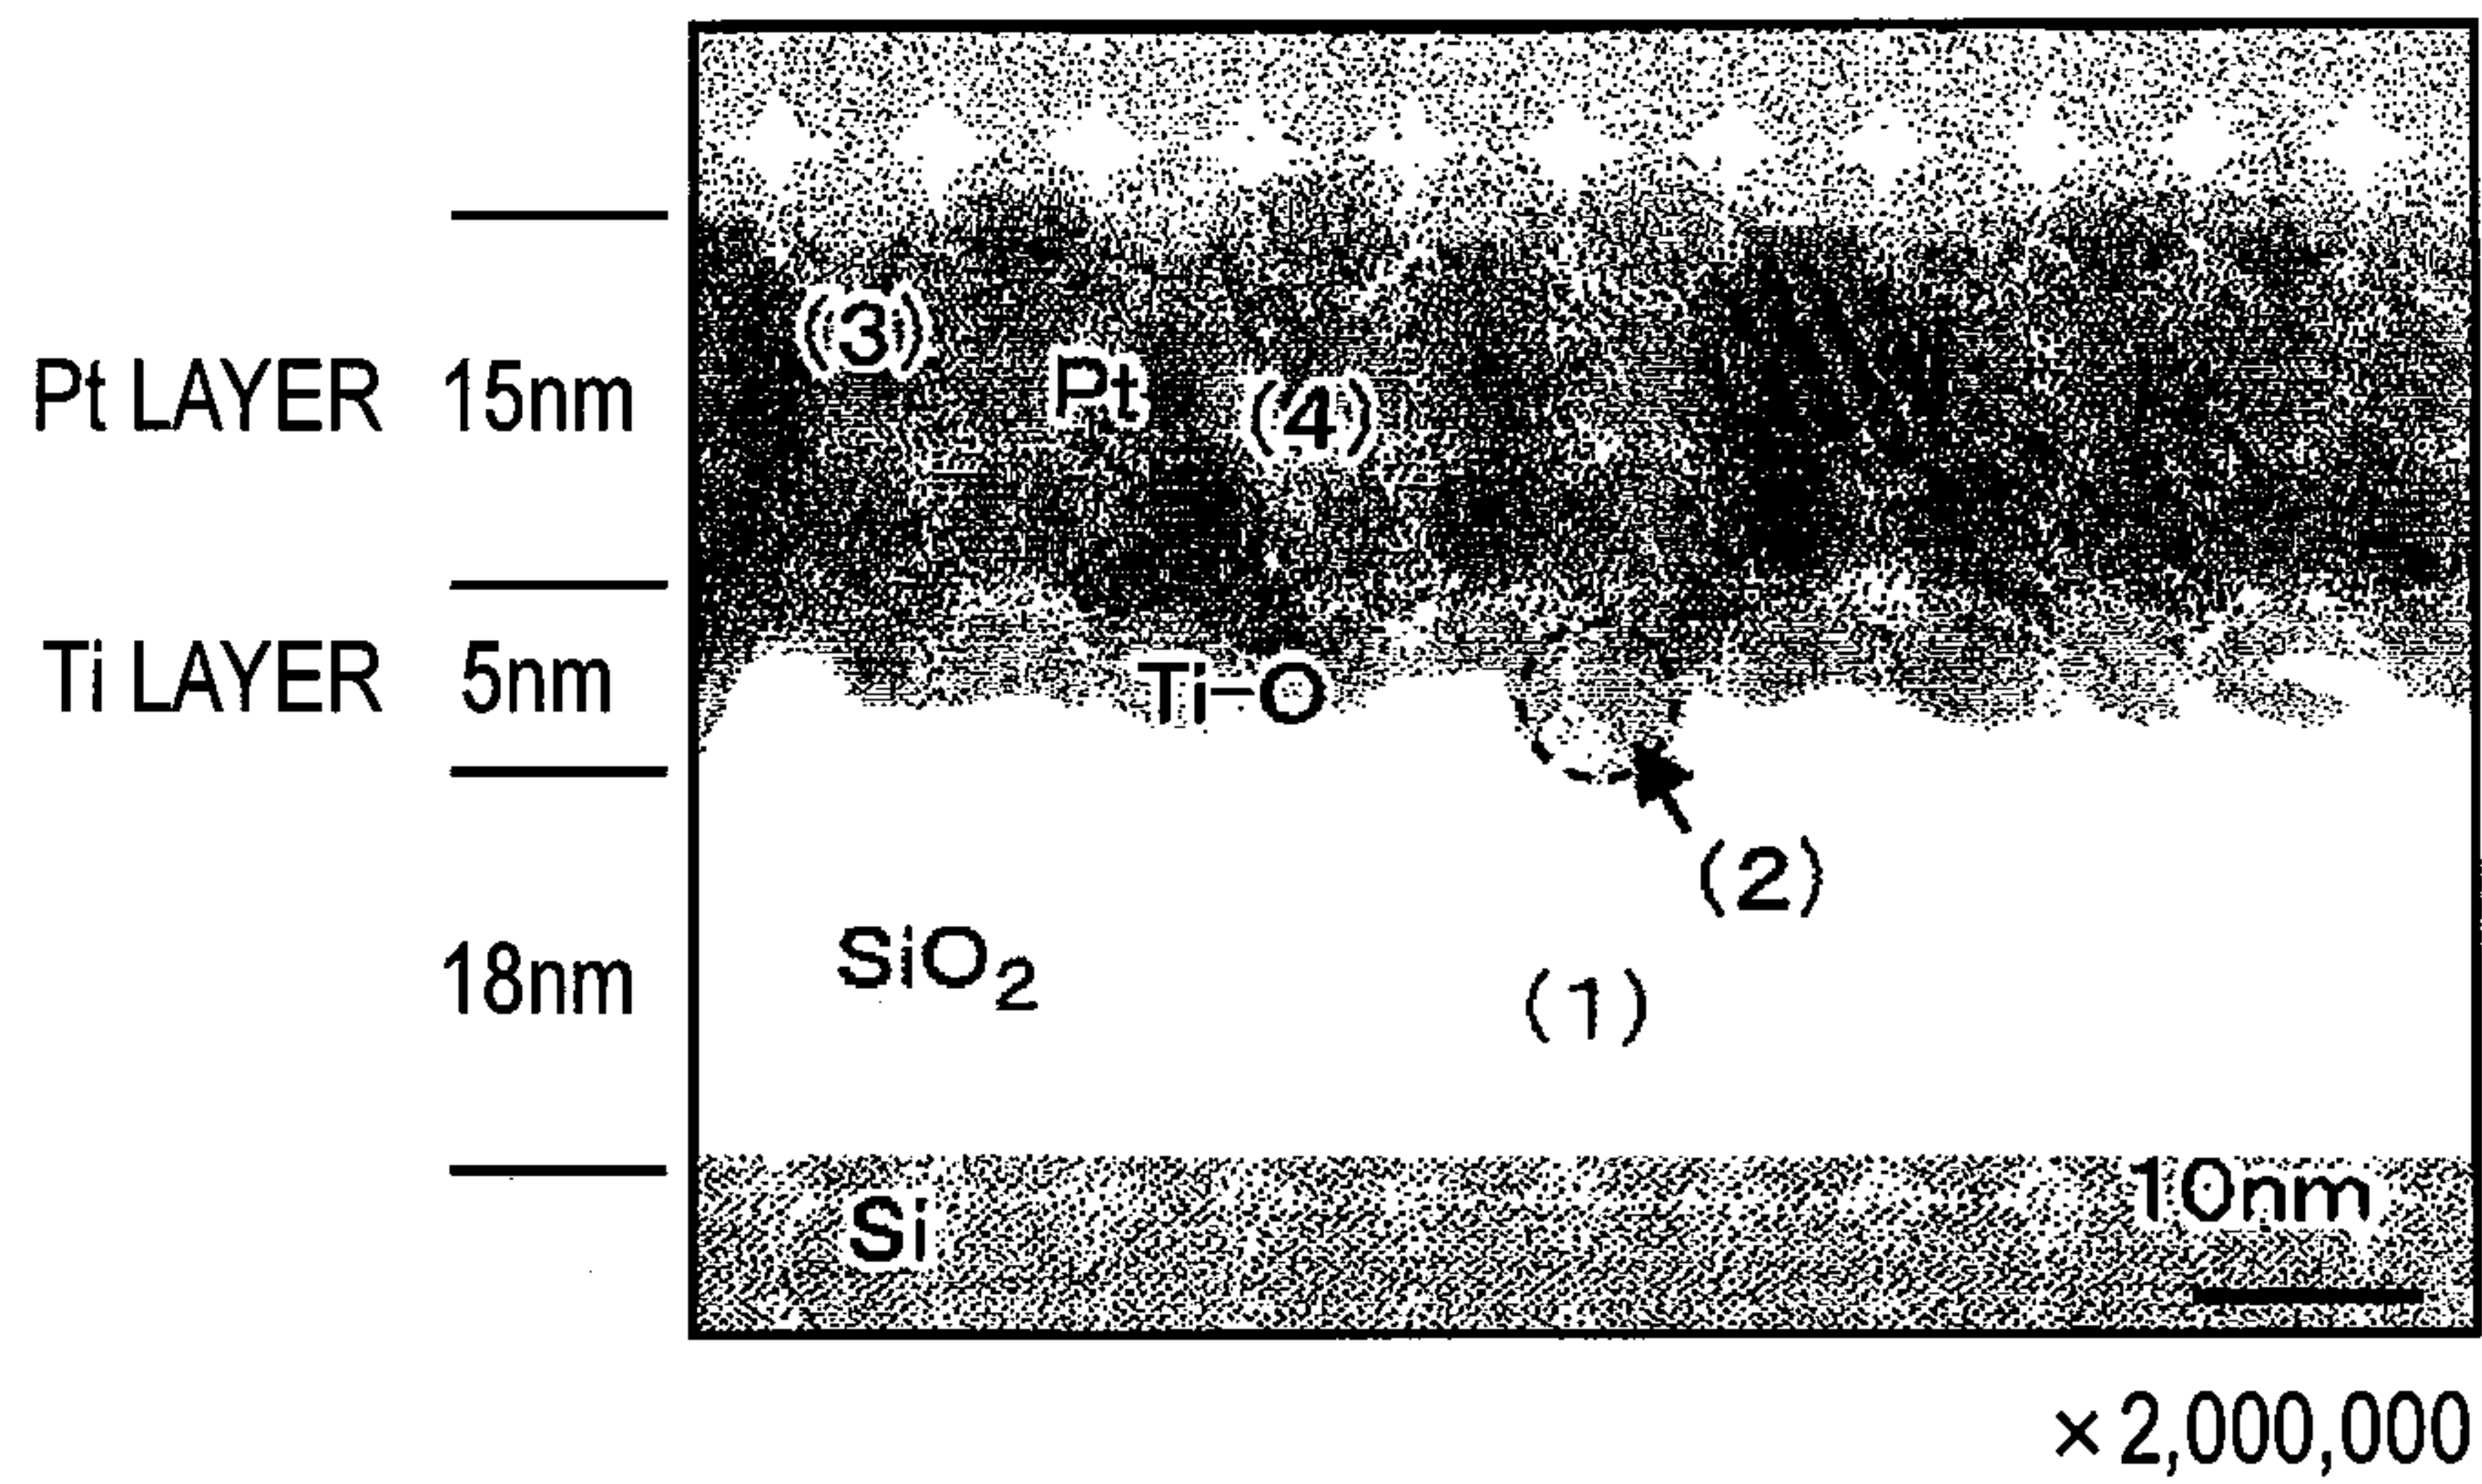 (3)
Pt LAYER 15nm
Pt
(4)
Ti LAYER 5nm
Ti-O
(2)
SiO₂
18nm
(1)
10nm
Si
×2,000,000